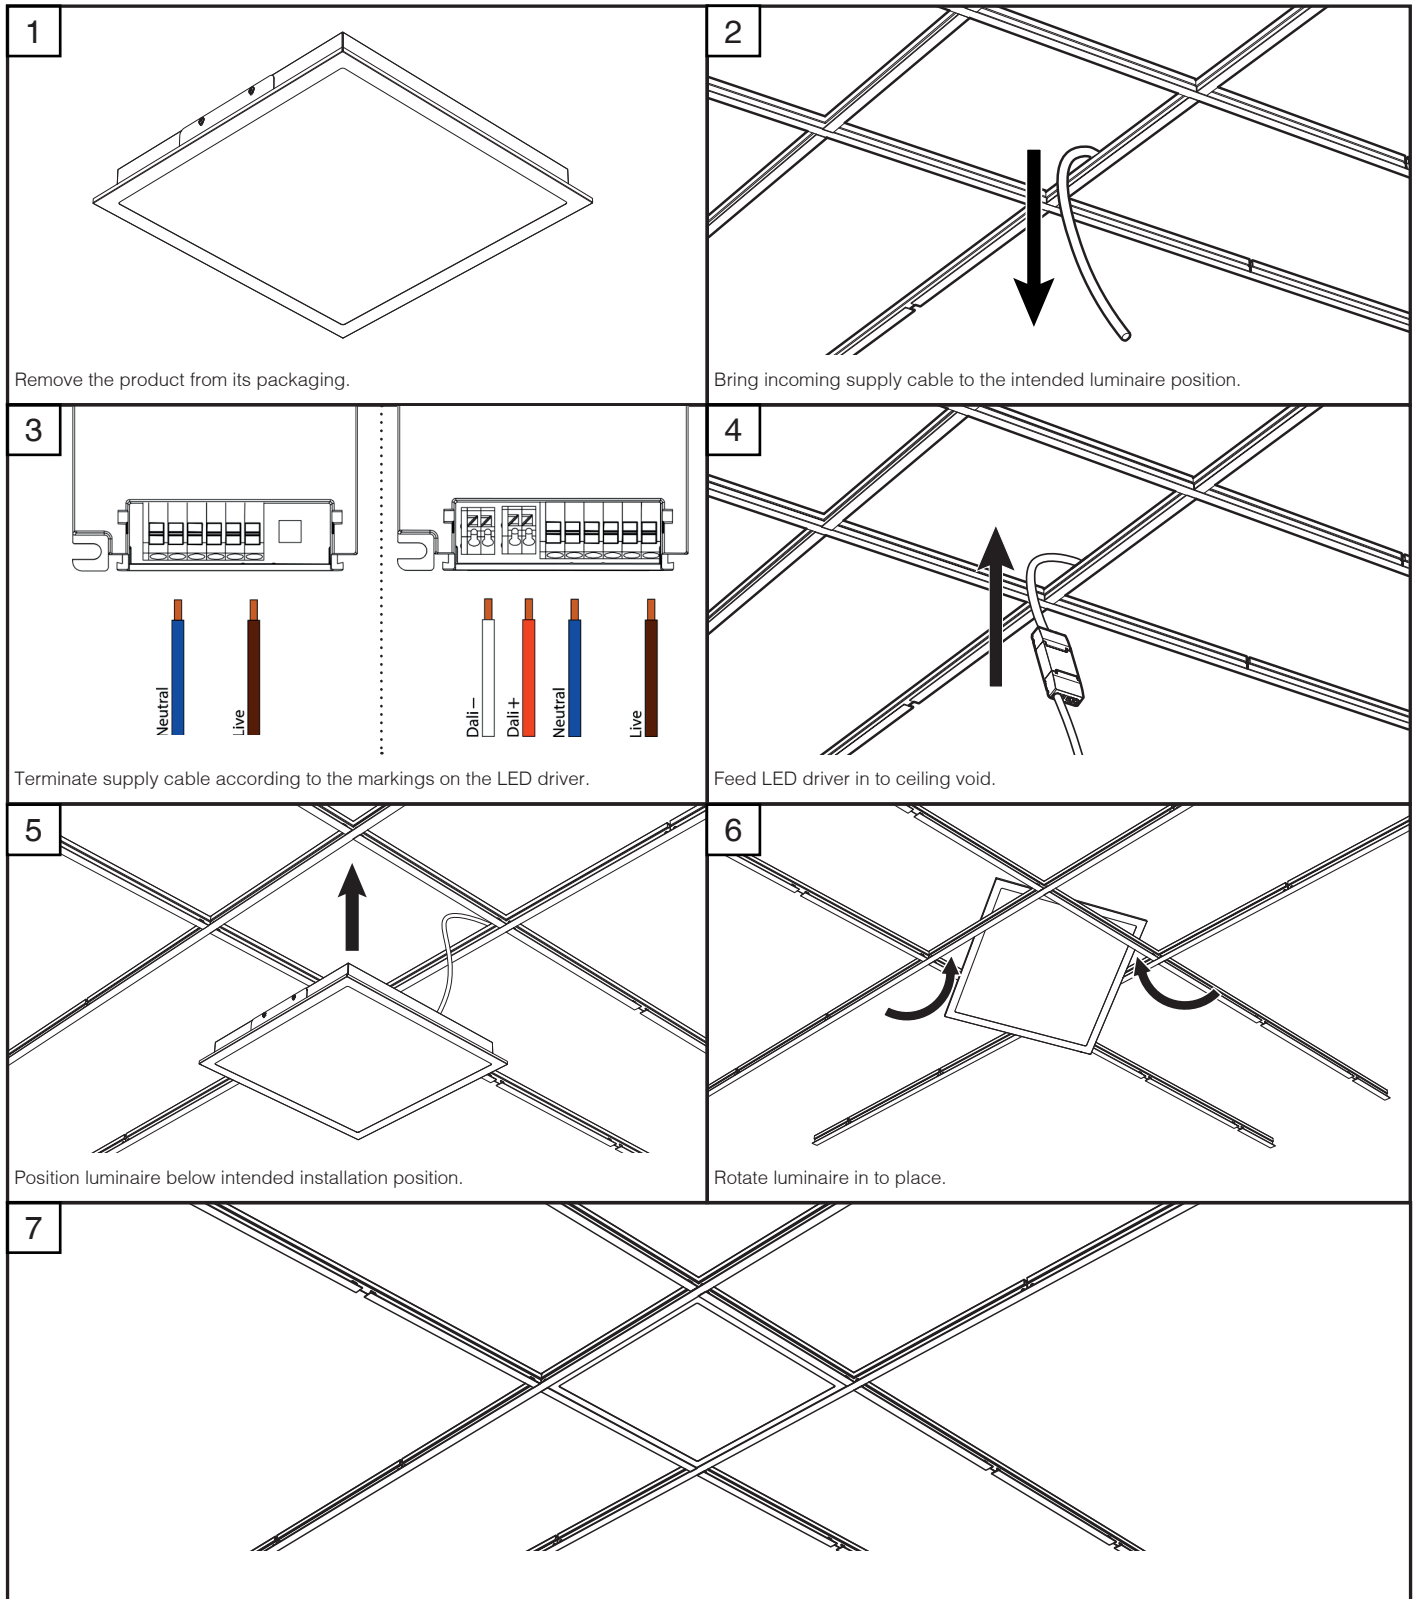 1
Remove the product from its packaging.
2
Bring incoming supply cable to the intended luminaire position.
3
Neutral
Live
Dali –
Dali +
Neutral
Live
Terminate supply cable according to the markings on the LED driver.
4
Feed LED driver in to ceiling void.
5
Position luminaire below intended installation position.
6
Rotate luminaire in to place.
7